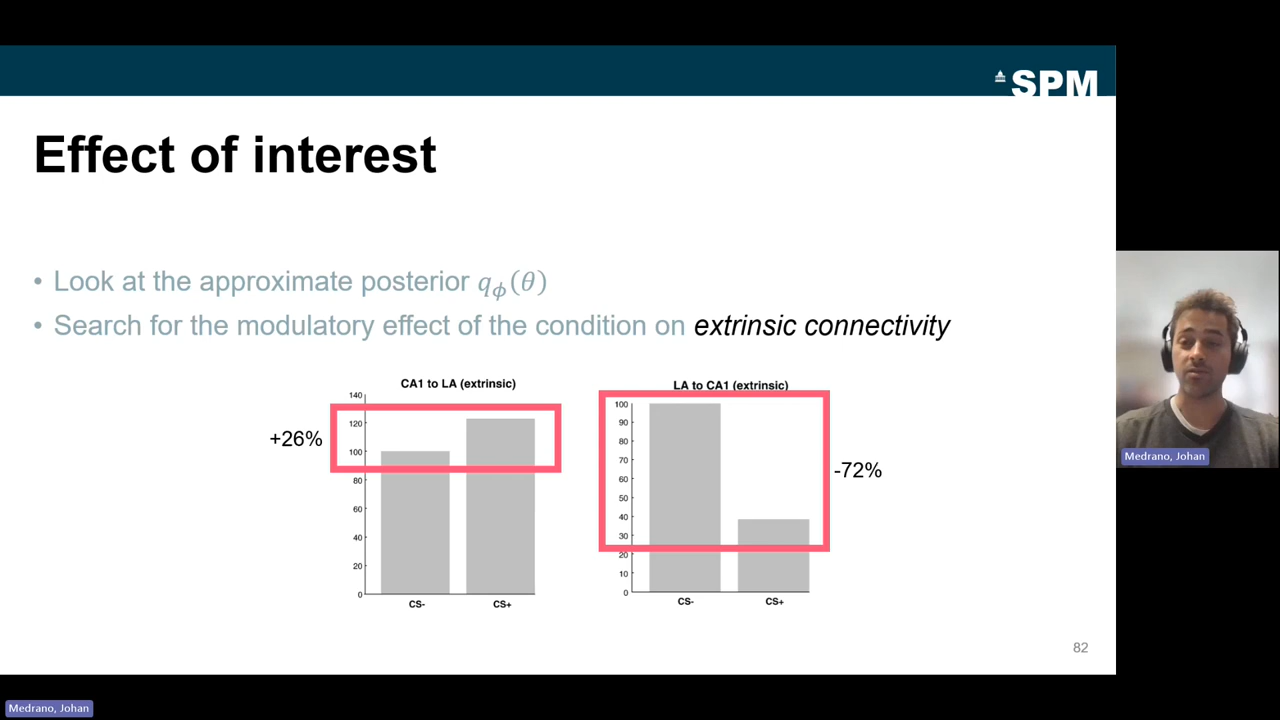 SPM
Effect of interest
• Look at the approximate posterior qϕ(θ)
• Search for the modulatory effect of the condition on extrinsic connectivity
CA1 to LA (extrinsic)
140
120
100
80
60
40
20
0
CS-
CS+
+26%
LA to CA1 (extrinsic)
100
90
80
70
60
50
40
30
20
10
0
CS-
CS+
-72%
82
Medrano, Johan
Medrano, Johan